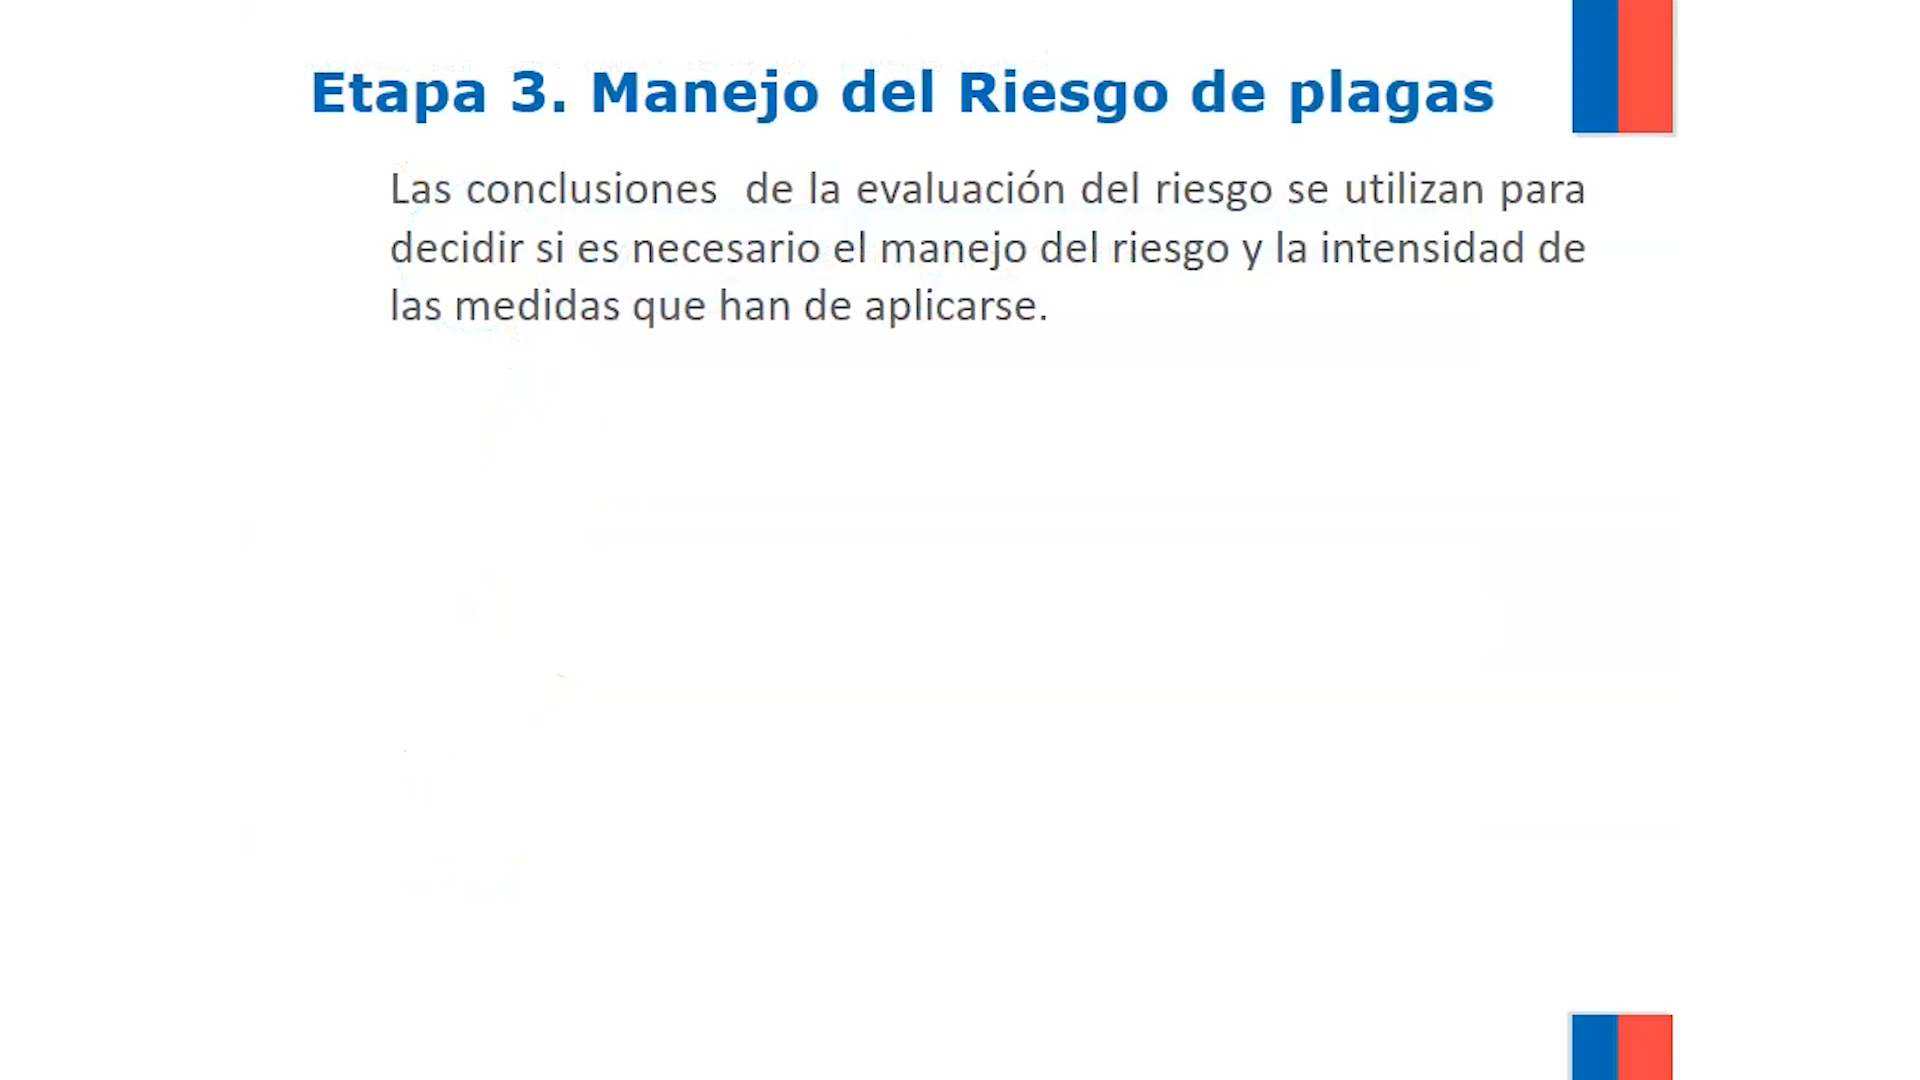 Etapa 3. Manejo del Riesgo de plagas
Las conclusiones de la evaluación del riesgo se utilizan para
decidir si es necesario el manejo del riesgo y la intensidad de
las medidas que han de aplicarse.